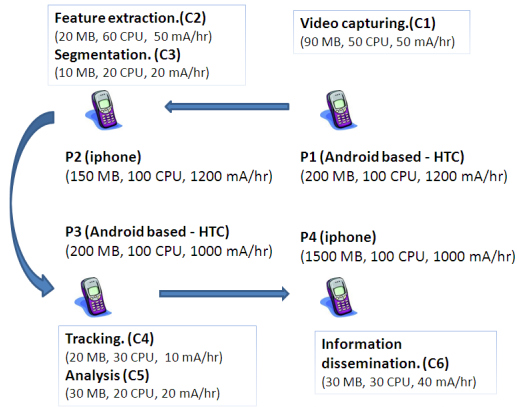 Feature extraction.(C2)
(20 MB, 60 CPU, 50 mA/hr)
Segmentation. (C3)
(10 MB, 20 CPU, 20 mA/hr)
Video capturing.(C1)
(90 MB, 50 CPU, 50 mA/hr)
P2 (iphone)
(150 MB, 100 CPU, 1200 mA/hr)
P1 (Android based - HTC)
(200 MB, 100 CPU, 1200 mA/hr)
P3 (Android based - HTC)
(200 MB, 100 CPU, 1000 mA/hr)
P4 (iphone)
(1500 MB, 100 CPU, 1000 mA/hr)
Tracking. (C4)
(20 MB, 30 CPU, 10 mA/hr)
Analysis (C5)
(30 MB, 20 CPU, 20 mA/hr)
Information
dissemination. (C6)
(30 MB, 30 CPU, 40 mA/hr)